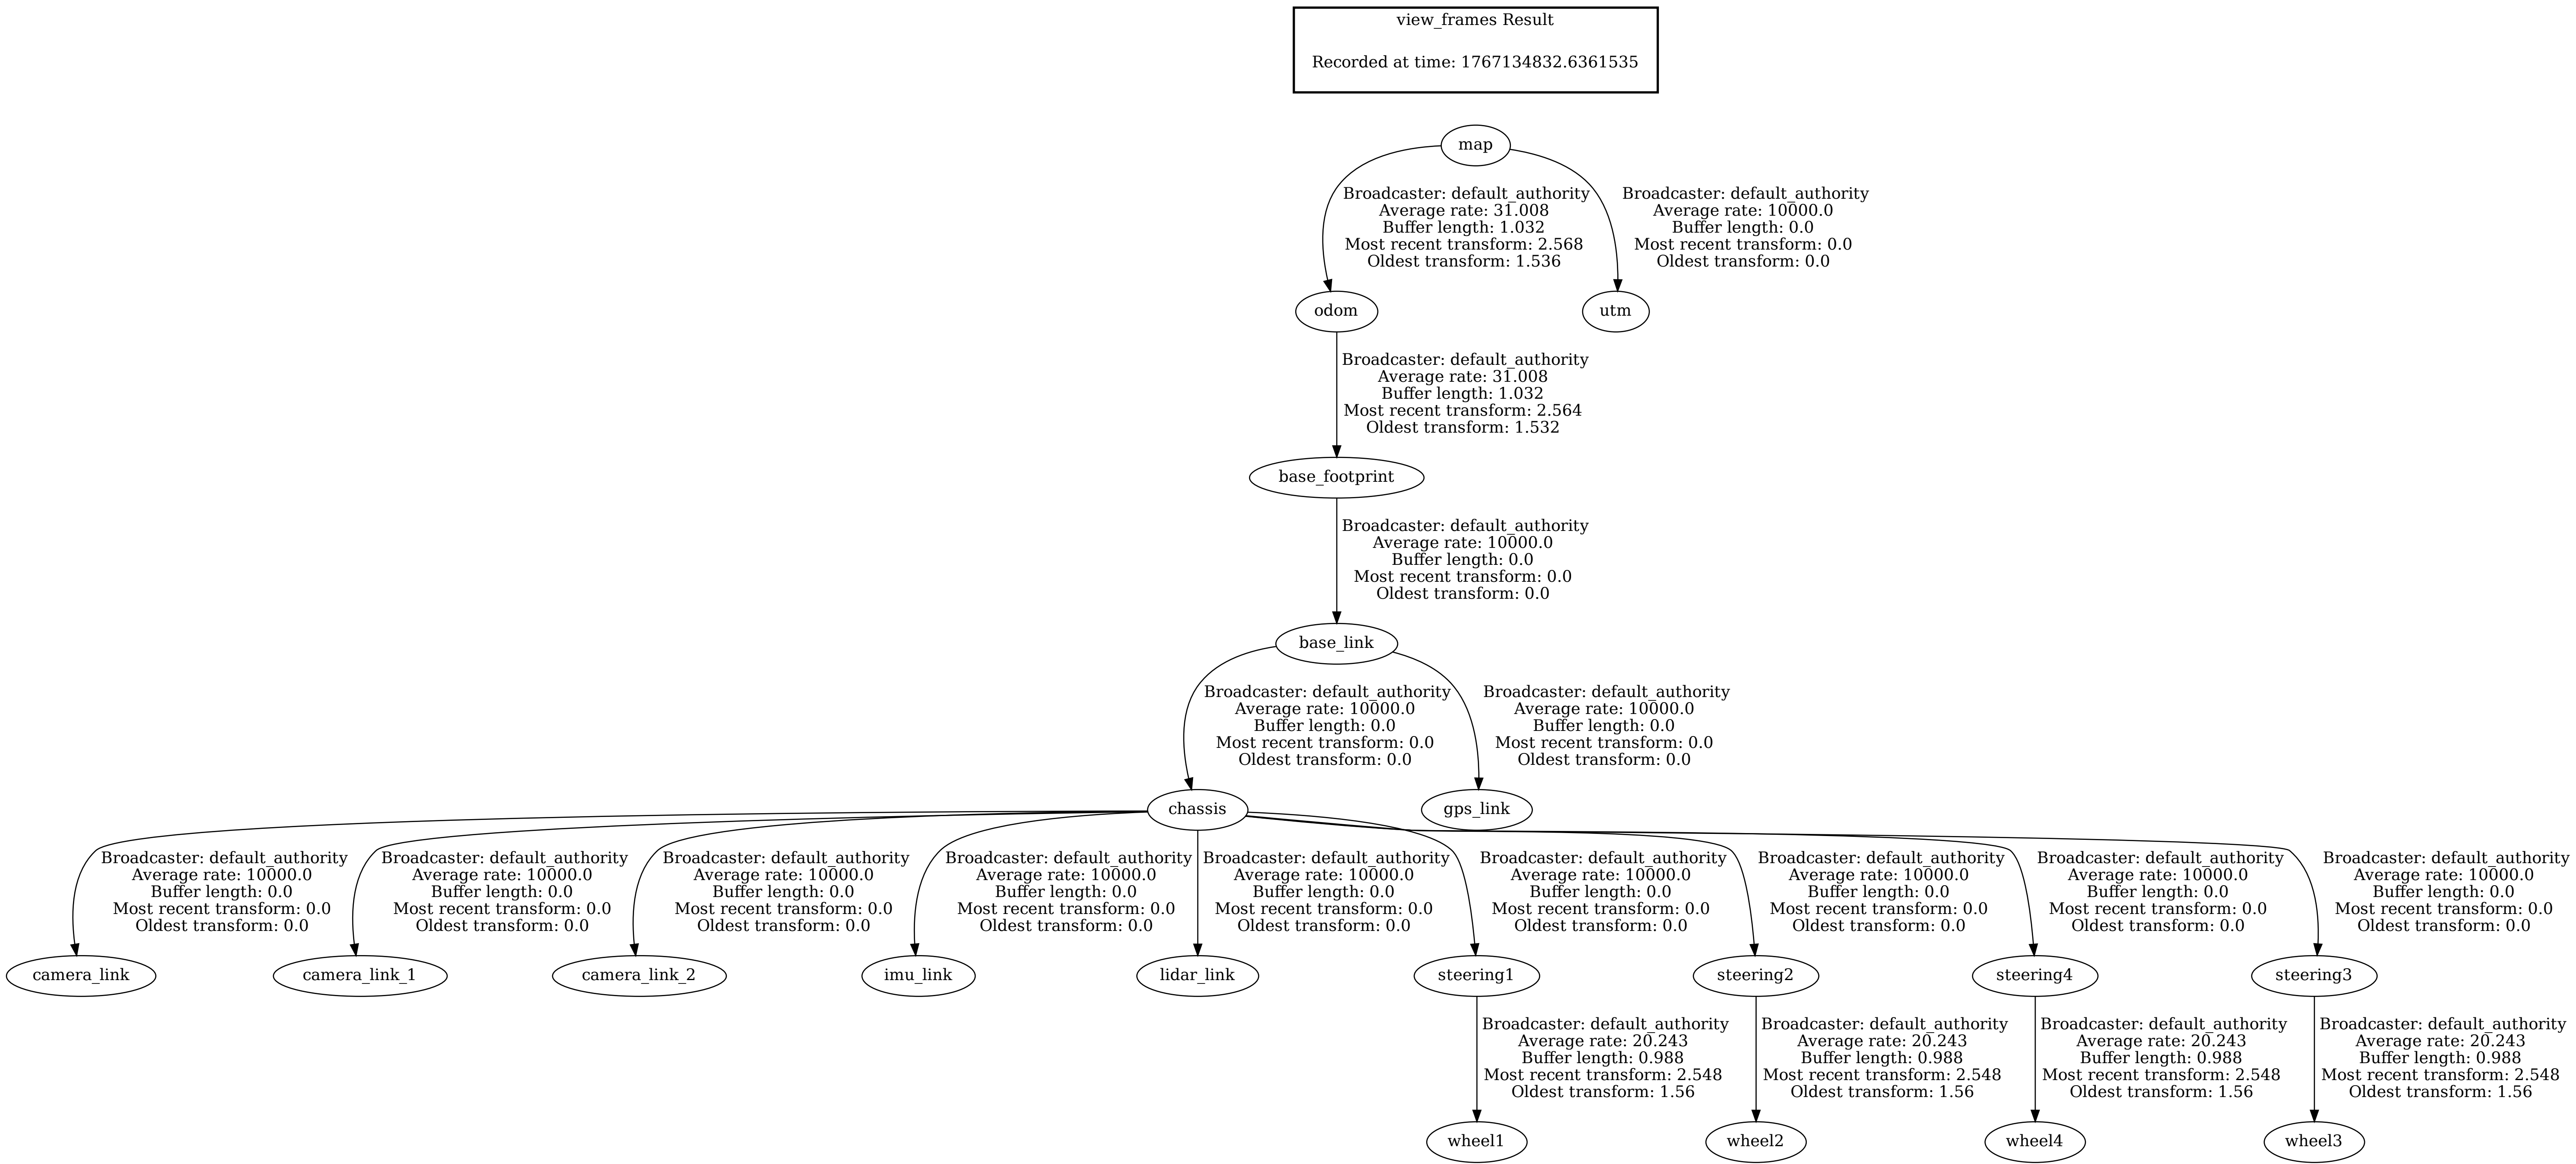 view_frames Result
Recorded at time: 1767134832.6361535
map
Broadcaster: default_authority
Average rate: 31.008
Buffer length: 1.032
Most recent transform: 2.568
Oldest transform: 1.536
Broadcaster: default_authority
Average rate: 10000.0
Buffer length: 0.0
Most recent transform: 0.0
Oldest transform: 0.0
odom
utm
Broadcaster: default_authority
Average rate: 31.008
Buffer length: 1.032
Most recent transform: 2.564
Oldest transform: 1.532
base_footprint
Broadcaster: default_authority
Average rate: 10000.0
Buffer length: 0.0
Most recent transform: 0.0
Oldest transform: 0.0
base_link
Broadcaster: default_authority
Average rate: 10000.0
Buffer length: 0.0
Most recent transform: 0.0
Oldest transform: 0.0
Broadcaster: default_authority
Average rate: 10000.0
Buffer length: 0.0
Most recent transform: 0.0
Oldest transform: 0.0
chassis
gps_link
Broadcaster: default_authority
Average rate: 10000.0
Buffer length: 0.0
Most recent transform: 0.0
Oldest transform: 0.0
Broadcaster: default_authority
Average rate: 10000.0
Buffer length: 0.0
Most recent transform: 0.0
Oldest transform: 0.0
Broadcaster: default_authority
Average rate: 10000.0
Buffer length: 0.0
Most recent transform: 0.0
Oldest transform: 0.0
Broadcaster: default_authority
Average rate: 10000.0
Buffer length: 0.0
Most recent transform: 0.0
Oldest transform: 0.0
Broadcaster: default_authority
Average rate: 10000.0
Buffer length: 0.0
Most recent transform: 0.0
Oldest transform: 0.0
Broadcaster: default_authority
Average rate: 10000.0
Buffer length: 0.0
Most recent transform: 0.0
Oldest transform: 0.0
Broadcaster: default_authority
Average rate: 10000.0
Buffer length: 0.0
Most recent transform: 0.0
Oldest transform: 0.0
Broadcaster: default_authority
Average rate: 10000.0
Buffer length: 0.0
Most recent transform: 0.0
Oldest transform: 0.0
Broadcaster: default_authority
Average rate: 10000.0
Buffer length: 0.0
Most recent transform: 0.0
Oldest transform: 0.0
camera_link
camera_link_1
camera_link_2
imu_link
lidar_link
steering1
steering2
steering4
steering3
Broadcaster: default_authority
Average rate: 20.243
Buffer length: 0.988
Most recent transform: 2.548
Oldest transform: 1.56
Broadcaster: default_authority
Average rate: 20.243
Buffer length: 0.988
Most recent transform: 2.548
Oldest transform: 1.56
Broadcaster: default_authority
Average rate: 20.243
Buffer length: 0.988
Most recent transform: 2.548
Oldest transform: 1.56
Broadcaster: default_authority
Average rate: 20.243
Buffer length: 0.988
Most recent transform: 2.548
Oldest transform: 1.56
wheel1
wheel2
wheel4
wheel3